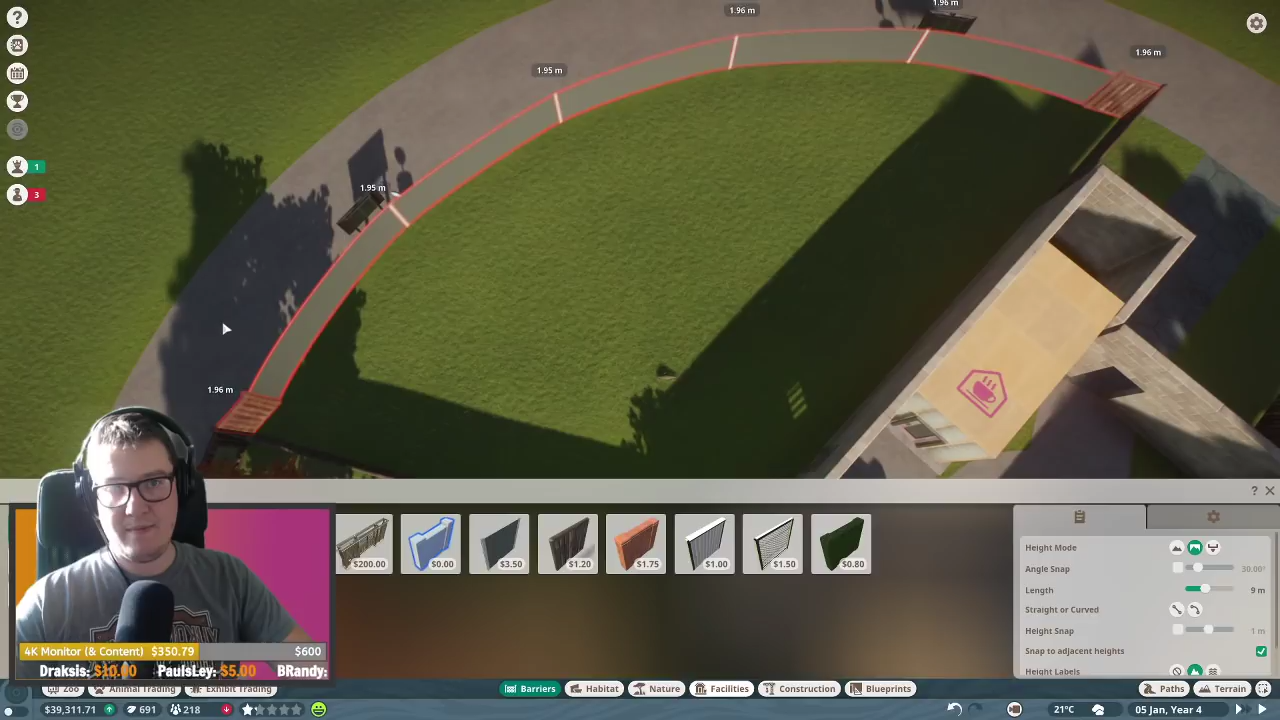 1.96 m
1.96 m
1.96 m
1.95 m
1.95 m
1.96 m
1
3
?
$200.00
$0.00
$3.50
$1.20
$1.75
$1.00
$1.50
$0.80
Height Mode
Angle Snap 30.00°
Length 9 m
Straight or Curved
Height Snap 1 m
Snap to adjacent heights
Height Labels
4K Monitor (& Content) $350.79 $600
Draksis: $10.00 PaulsLey: $5.00 BRandy:
Zoo Animal Trading Exhibit Trading Barriers Habitat Nature Facilities Construction Blueprints Paths Terrain
$39,311.71 691 218 21°C 05 Jan, Year 4